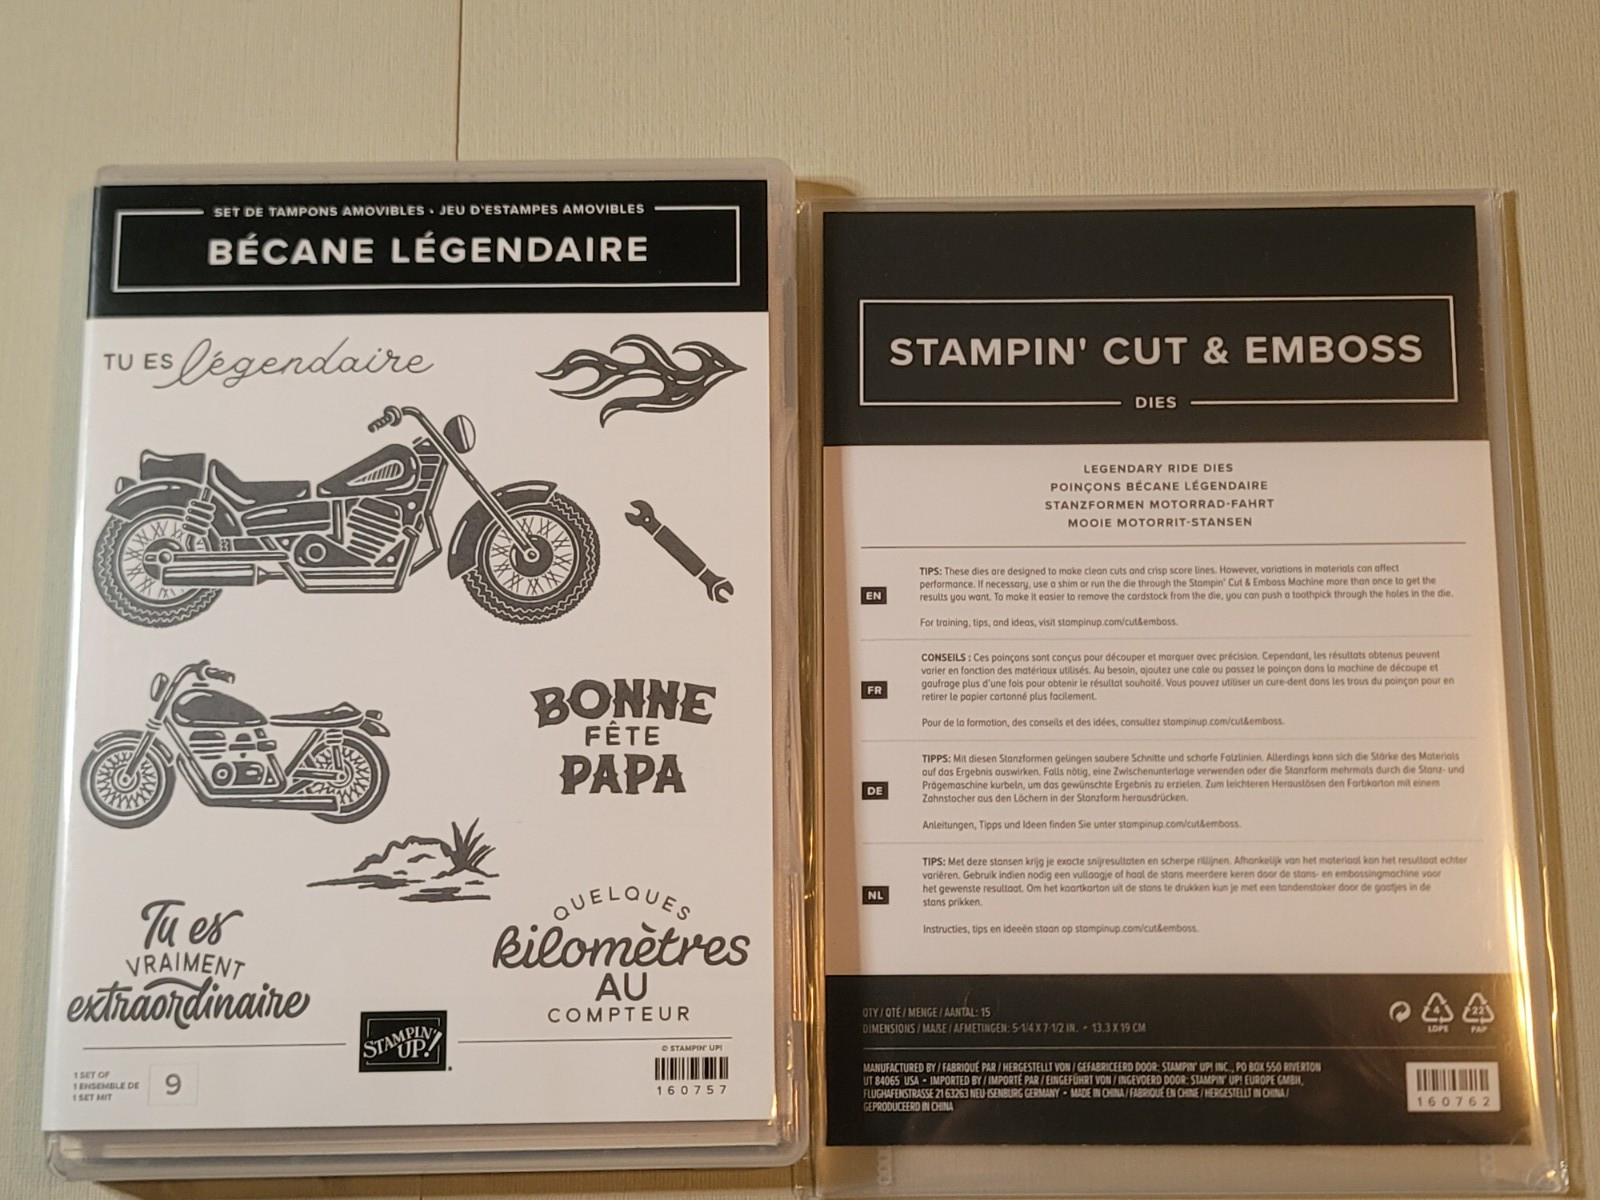 SET DE TAMPONS AMOVIBLES • JEU D'ESTAMPES AMOVIBLES
BÉCANE LÉGENDAIRE
TU ES légendaire
BONNE
FÊTE
PAPA
Tu es
VRAIMENT
extraordinaire
QUELQUES
kilomètres
AU
COMPTEUR
STAMPIN'
UP!
© STAMPIN' UP!
1 SET OF
1 ENSEMBLE DE
1 SET MIT
9
160757
STAMPIN' CUT & EMBOSS
DIES
LEGENDARY RIDE DIES
POINÇONS BÉCANE LÉGENDAIRE
STANZFORMEN MOTORRAD-FAHRT
MOOIE MOTORRIT-STANSEN
EN
TIPS: These dies are designed to make clean cuts and crisp score lines. However, variations in materials can affect
performance. If necessary, use a shim or run the die through the Stampin' Cut & Emboss Machine more than once to get the
results you want. To make it easier to remove the cardstock from the die, you can push a toothpick through the holes in the die.
For training, tips, and ideas, visit stampinup.com/cut&emboss.
FR
CONSEILS : Ces poinçons sont conçus pour découper et marquer avec précision. Cependant, les résultats obtenus peuvent
varier en fonction des matériaux utilisés. Au besoin, ajoutez une cale ou passez le poinçon dans la machine de découpe et
gaufrage plus d'une fois pour obtenir le résultat souhaité. Vous pouvez utiliser un cure-dent dans les trous du poinçon pour en
retirer le papier cartonné plus facilement.
Pour de la formation, des conseils et des idées, consultez stampinup.com/cut&emboss.
DE
TIPPS: Mit diesen Stanzformen gelingen saubere Schnitte und scharfe Falzlinien. Allerdings kann sich die Stärke des Materials
auf das Ergebnis auswirken. Falls nötig, eine Zwischenunterlage verwenden oder die Stanzform mehrmals durch die Stanz- und
Prägemaschine kurbeln, um das gewünschte Ergebnis zu erzielen. Zum leichteren Herauslösen den Farbkarton mit einem
Zahnstocher aus den Löchern in der Stanzform herausdrücken.
Anleitungen, Tipps und Ideen finden Sie unter stampinup.com/cut&emboss.
NL
TIPS: Met deze stansen krijg je exacte snijresultaten en scherpe rillijnen. Afhankelijk van het materiaal kan het resultaat echter
variëren. Gebruik indien nodig een vullaagje of haal de stans meerdere keren door de stans- en embossingmachine voor
het gewenste resultaat. Om het kaartkarton uit de stans te drukken kun je met een tandenstoker door de gaatjes in de
stans prikken.
Instructies, tips en ideeën staan op stampinup.com/cut&emboss.
QTY / QTÉ / MENGE / AANTAL: 15
DIMENSIONS / MAßE / AFMETINGEN: 5-1/4 X 7-1/2 IN. • 13.3 X 19 CM
4
LDPE
22
PAP
MANUFACTURED BY / FABRIQUÉ PAR / HERGESTELLT VON / GEFABRICEERD DOOR: STAMPIN' UP! INC., PO BOX 550 RIVERTON
UT 84065 USA • IMPORTED BY / IMPORTÉ PAR / EINGEFÜHRT VON / INGEVOERD DOOR: STAMPIN' UP! EUROPE GMBH,
FLUGHAFENSTRASSE 21 63263 NEU-ISENBURG GERMANY • MADE IN CHINA / FABRIQUÉ EN CHINE / HERGESTELLT IN CHINA /
GEPRODUCEERD IN CHINA
160762